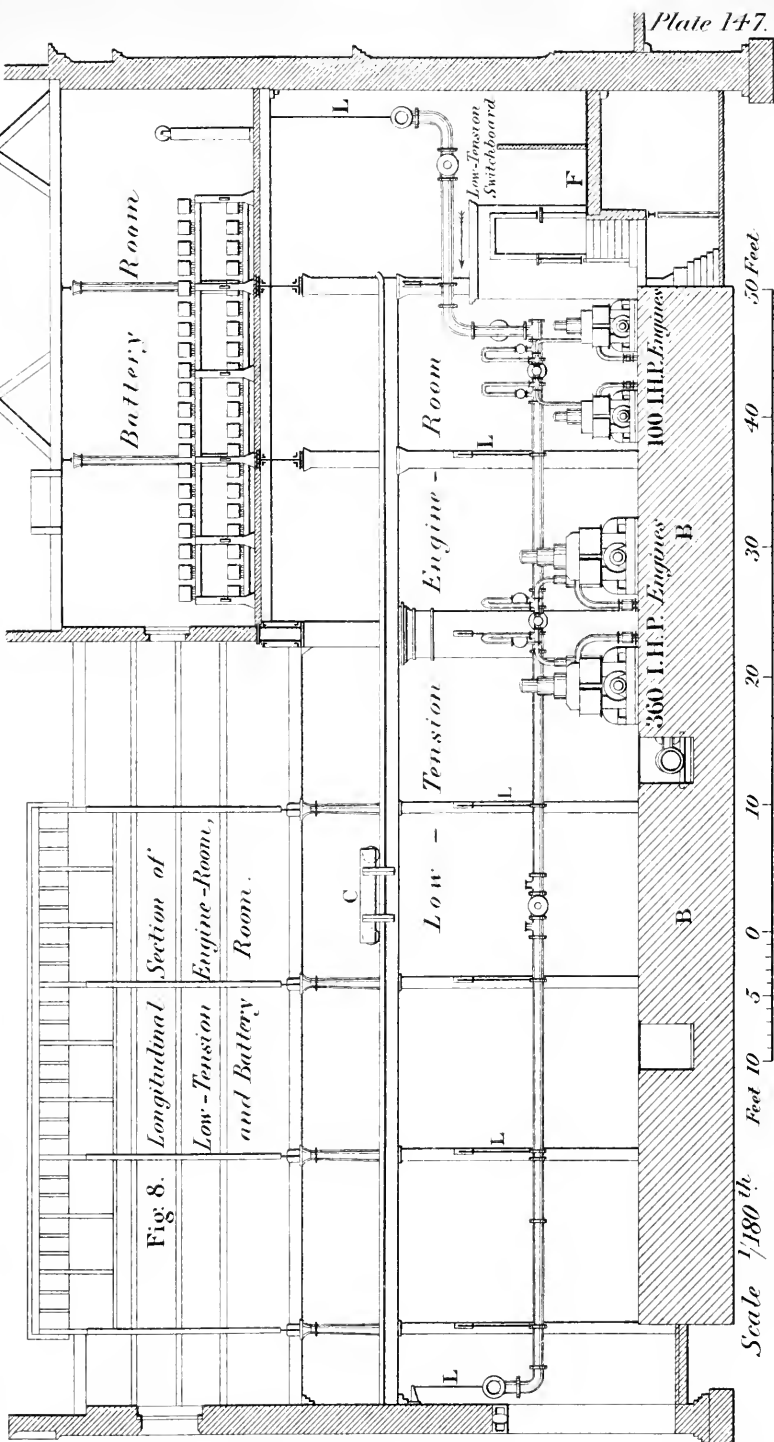 Plate 147.
Battery Room
L
Low-Tension
Switchboard
F
Low-Tension Engine-Room
L
L
L
L
C
Fig. 8. Longitudinal Section of
Low-Tension Engine-Room,
and Battery Room.
360 I.H.P. Engines
100 I.H.P. Engines
B
B
Scale 1/180th
Feet 10 5 0 10 20 30 40 50 Feet